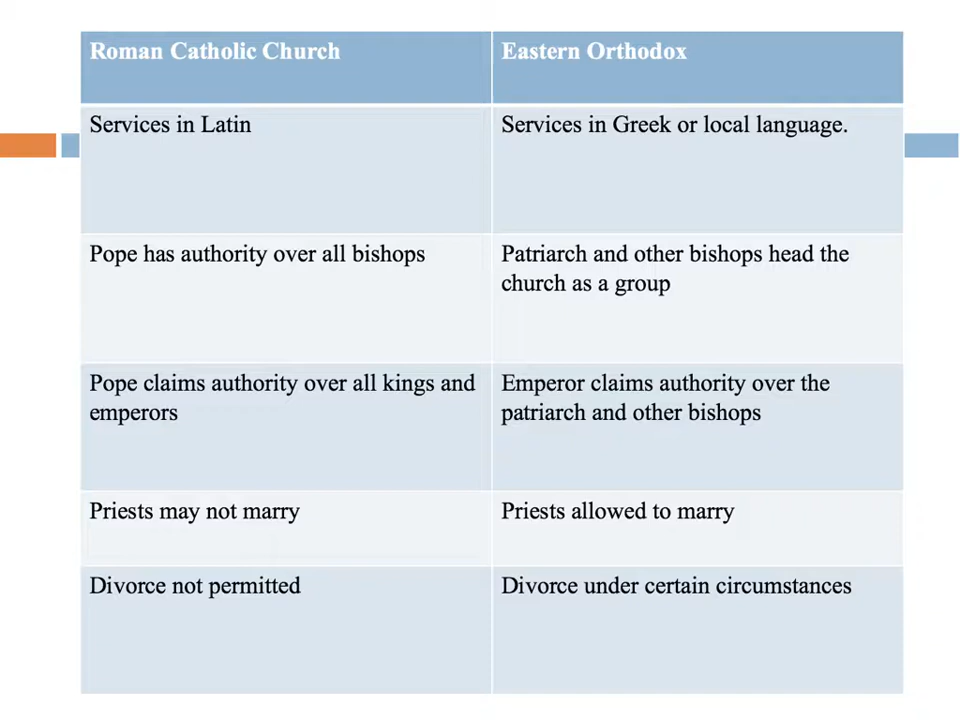 Roman Catholic Church
Eastern Orthodox
Services in Latin
Services in Greek or local language.
Pope has authority over all bishops
Patriarch and other bishops head the
church as a group
Pope claims authority over all kings and
emperors
Emperor claims authority over the
patriarch and other bishops
Priests may not marry
Priests allowed to marry
Divorce not permitted
Divorce under certain circumstances